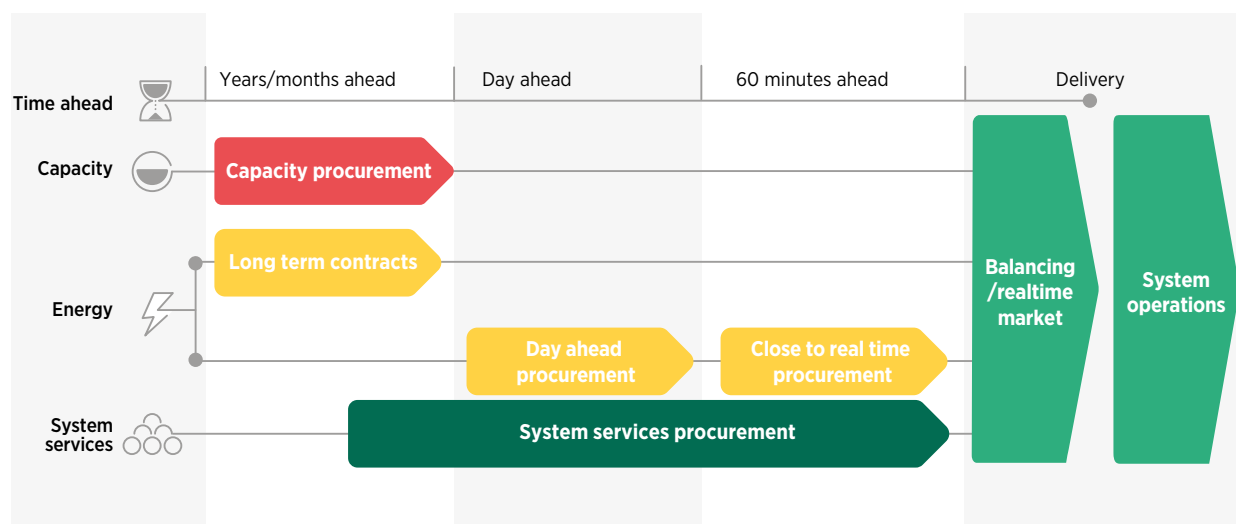 Years/months ahead
Day ahead
60 minutes ahead
Delivery
Time ahead
Capacity
Capacity procurement
Long term contracts
Energy
Balancing
/realtime
market
System
operations
Day ahead
procurement
Close to real time
procurement
System
services
System services procurement